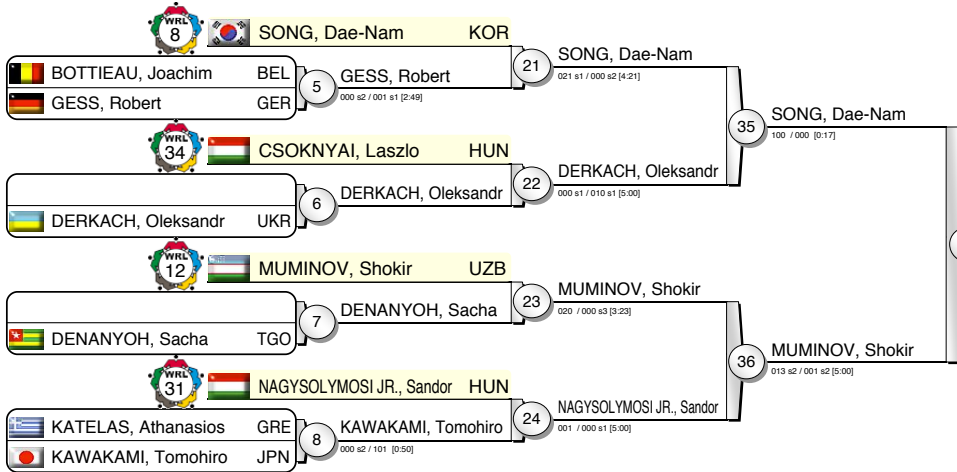 WRL 8 SONG, Dae-Nam KOR
BOTTIEAU, Joachim BEL
GESS, Robert GER
5 GESS, Robert
000 s2 / 001 s1 [2:49]
21 SONG, Dae-Nam
021 s1 / 000 s2 [4:21]
WRL 34 CSOKNYAI, Laszlo HUN
DERKACH, Oleksandr UKR
6 DERKACH, Oleksandr
22 DERKACH, Oleksandr
000 s1 / 010 s1 [5:00]
35 SONG, Dae-Nam
100 / 000 [0:17]
WRL 12 MUMINOV, Shokir UZB
DENANYOH, Sacha TGO
7 DENANYOH, Sacha
23 MUMINOV, Shokir
020 / 000 s3 [3:23]
WRL 31 NAGYSOLYMOSI JR., Sandor HUN
KATELAS, Athanasios GRE
KAWAKAMI, Tomohiro JPN
8 KAWAKAMI, Tomohiro
000 s2 / 101 [0:50]
24 NAGYSOLYMOSI JR., Sandor
001 / 000 s1 [5:00]
36 MUMINOV, Shokir
013 s2 / 001 s2 [5:00]